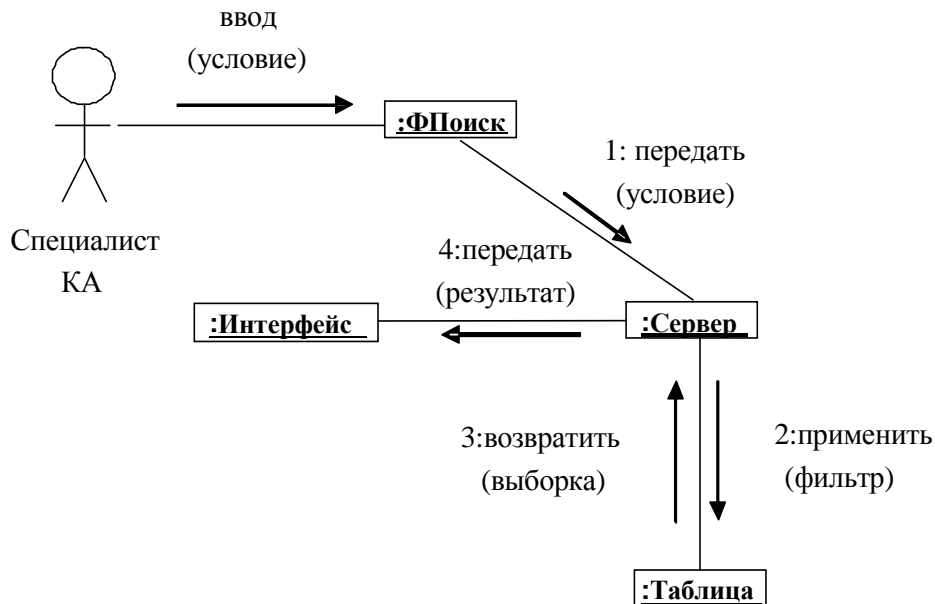 ввод
(условие)
:ФПоиск
1: передать
(условие)
Специалист
КА
4:передать
(результат)
:Интерфейс
:Сервер
3:возвратить
(выборка)
2:применить
(фильтр)
:Таблица